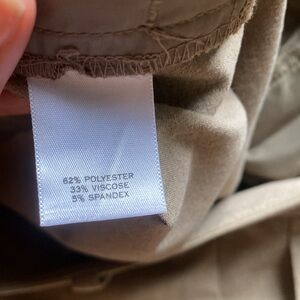 62% POLYESTER
33% VISCOSE
5% SPANDEX